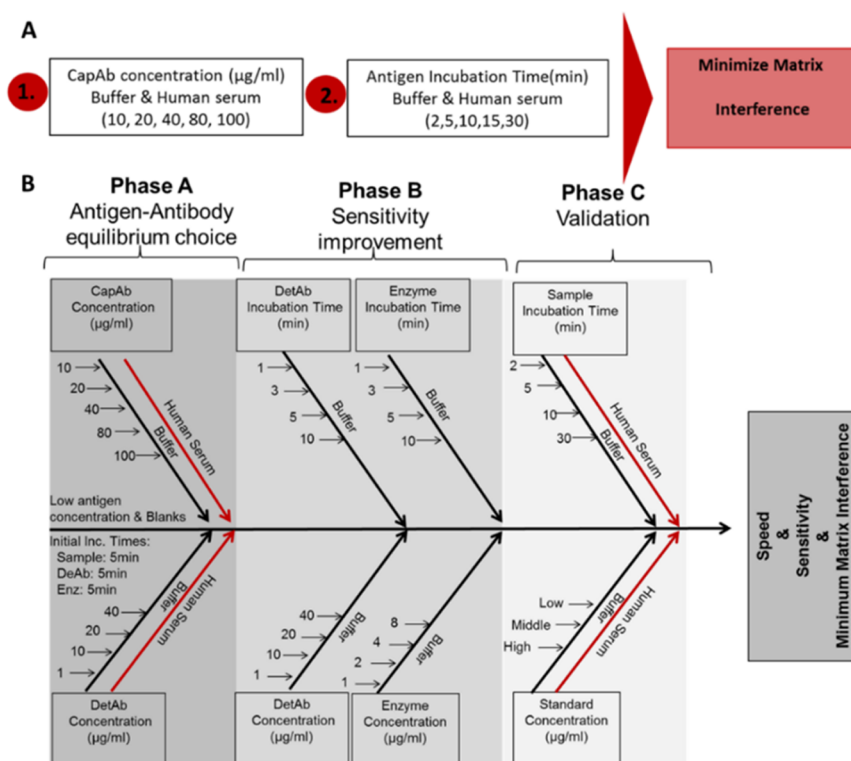 A
1.
CapAb concentration (µg/ml)
Buffer & Human serum
(10, 20, 40, 80, 100)
2.
Antigen Incubation Time(min)
Buffer & Human serum
(2,5,10,15,30)
Minimize Matrix
Interference
B
Phase A
Antigen-Antibody
equilibrium choice
Phase B
Sensitivity
improvement
Phase C
Validation
CapAb
Concentration
(µg/ml)
10
20
40
80
100
Buffer
Human Serum
DetAb
Incubation Time
(min)
1
3
5
10
Buffer
Enzyme
Incubation Time
(min)
1
3
5
10
Buffer
Sample
Incubation Time
(min)
2
5
10
30
Buffer
Human Serum
Low antigen
concentration & Blanks
Initial Inc. Times:
Sample: 5min
DeAb: 5min
Enz: 5min
40
20
10
1
Buffer
Human Serum
DetAb
Concentration
(µg/ml)
40
20
10
1
Buffer
DetAb
Concentration
(µg/ml)
8
4
2
1
Buffer
Enzyme
Concentration
(µg/ml)
Low
Middle
High
Buffer
Human Serum
Standard
Concentration
(µg/ml)
Speed
&
Sensitivity
&
Minimum Matrix Interference